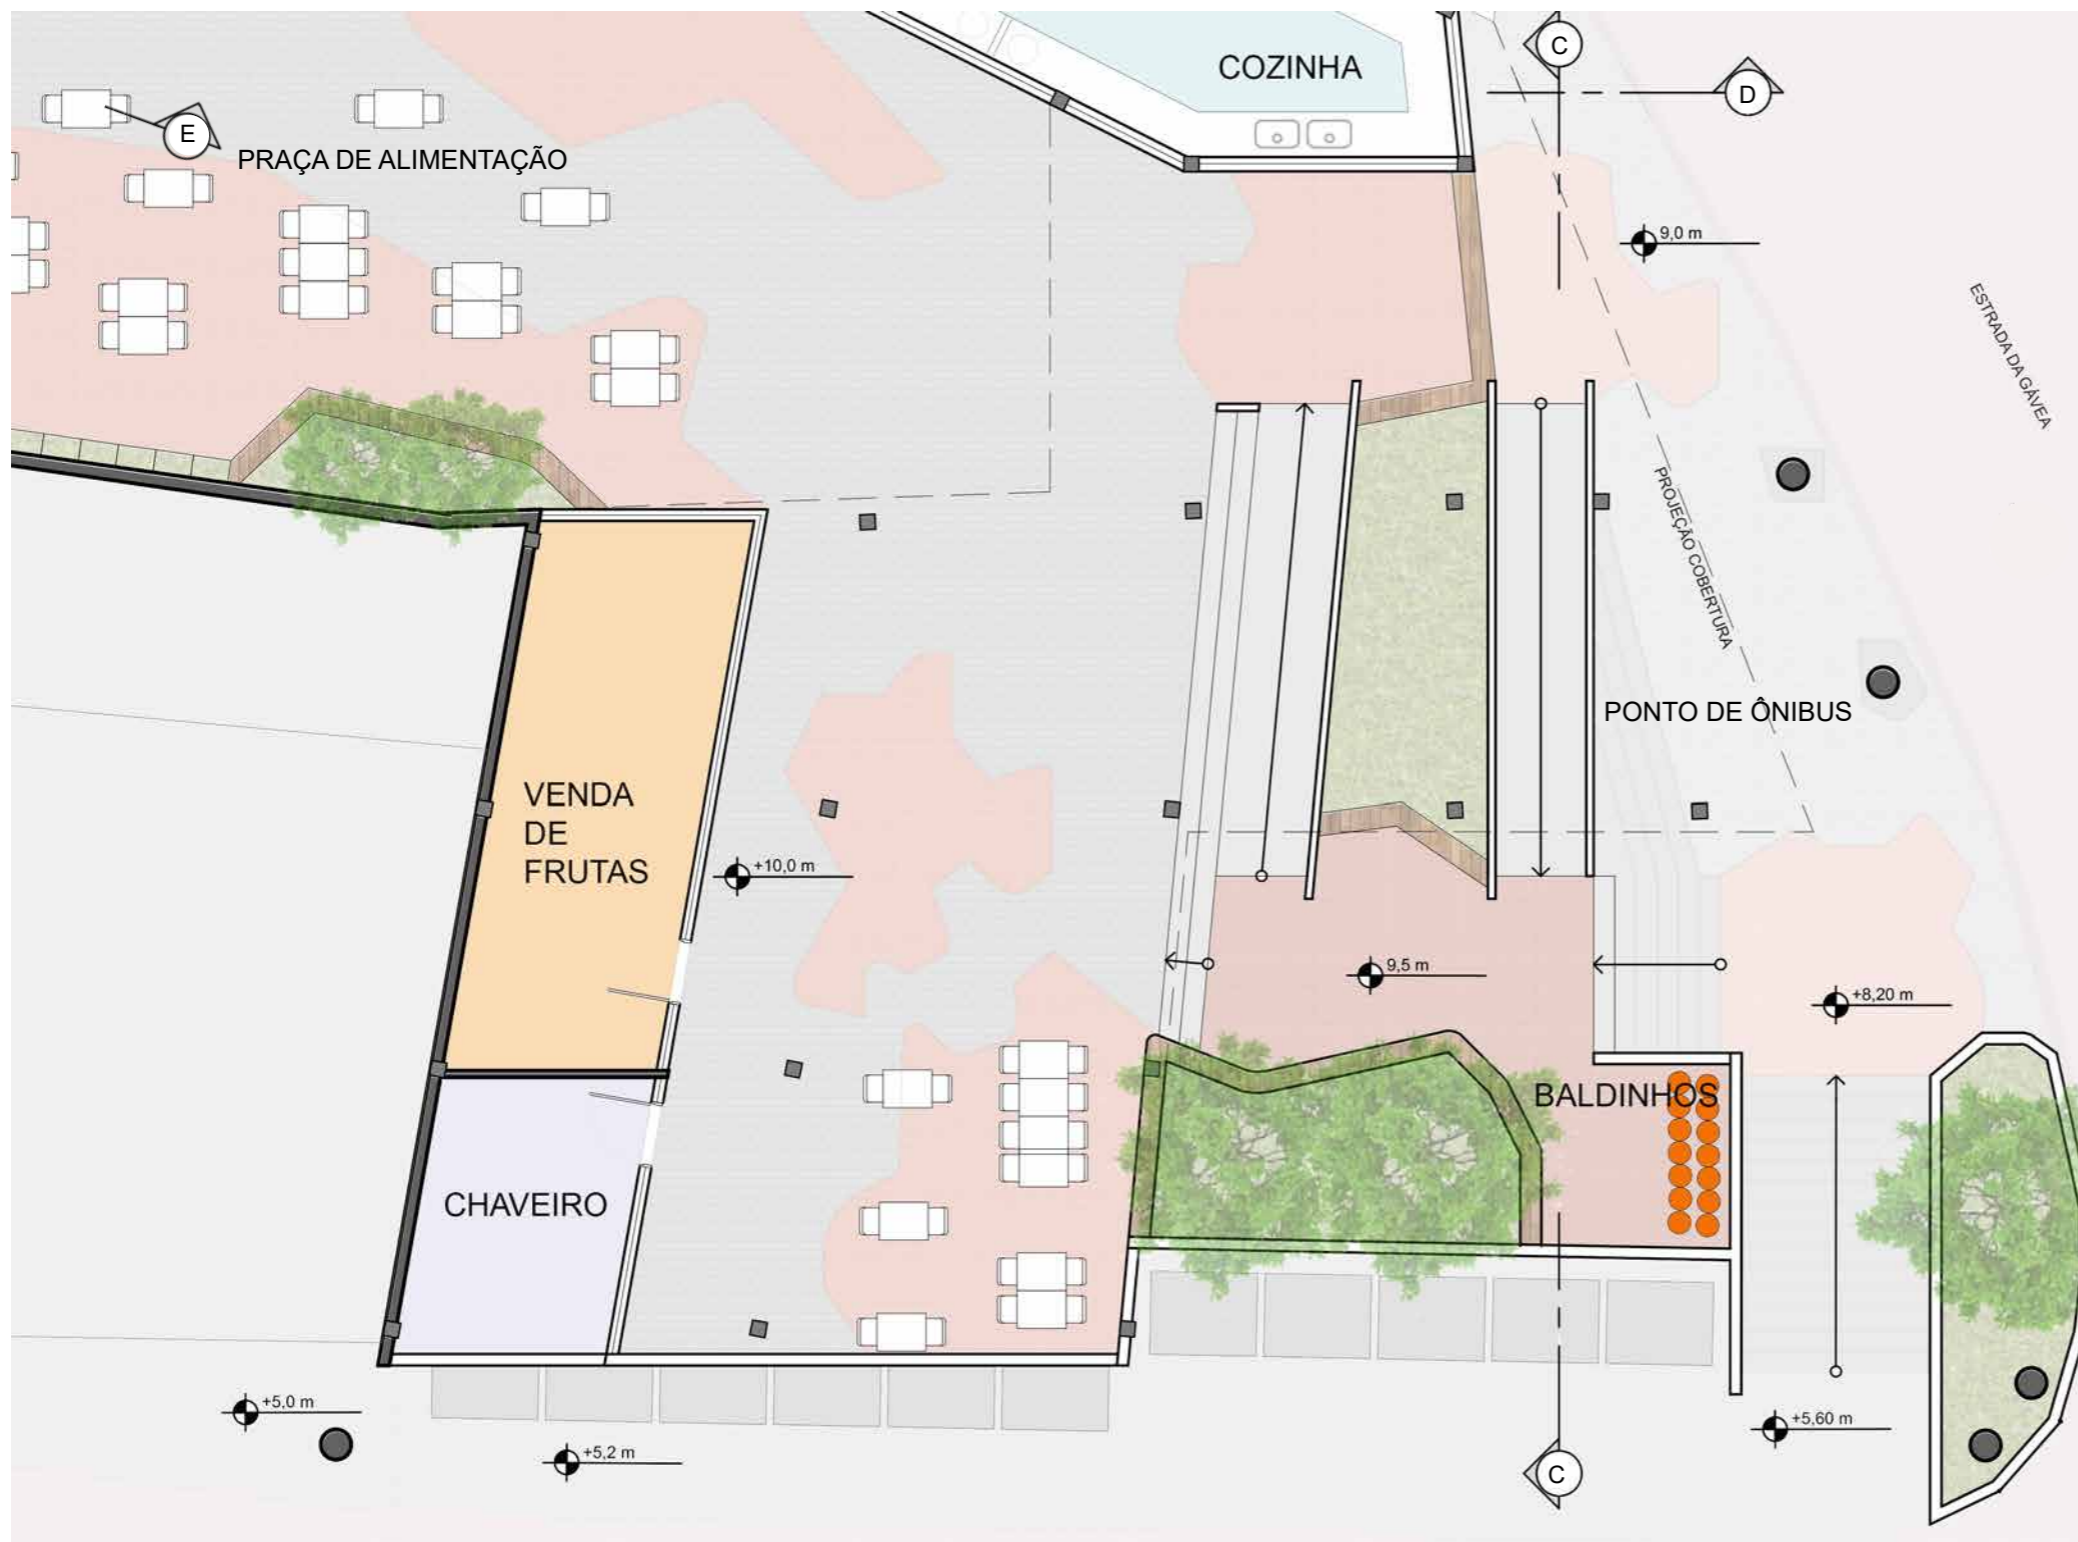 COZINHA
C
D
E
PRAÇA DE ALIMENTAÇÃO
9,0 m
ESTRADA DA GÁVEA
PROJEÇÃO COBERTURA
PONTO DE ÔNIBUS
VENDA
DE
FRUTAS
+10,0 m
9,5 m
+8,20 m
BALDINHOS
CHAVEIRO
+5,0 m
+5,2 m
+5,60 m
C